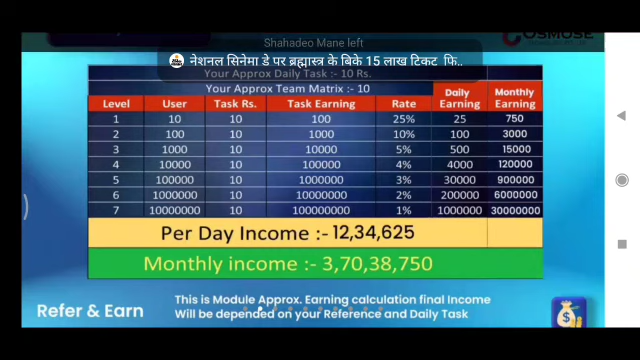 COSMOSE
Shahadeo Mane left
नेशनल सिनेमा डे पर ब्रह्मास्त्र के बिके 15 लाख टिकट फि..
Your Approx Daily Task :- 10 Rs.
Your Approx Team Matrix :- 10
Level User Task Rs. Task Earning Rate Daily Earning Monthly Earning
1 10 10 100 25% 25 750
2 100 10 1000 10% 100 3000
3 1000 10 10000 5% 500 15000
4 10000 10 100000 4% 4000 120000
5 100000 10 1000000 3% 30000 900000
6 1000000 10 10000000 2% 200000 6000000
7 10000000 10 100000000 1% 1000000 30000000
Per Day Income :- 12,34,625
Monthly income :- 3,70,38,750
Refer & Earn
This is Module Approx. Earning calculation final Income
Will be depended on your Reference and Daily Task